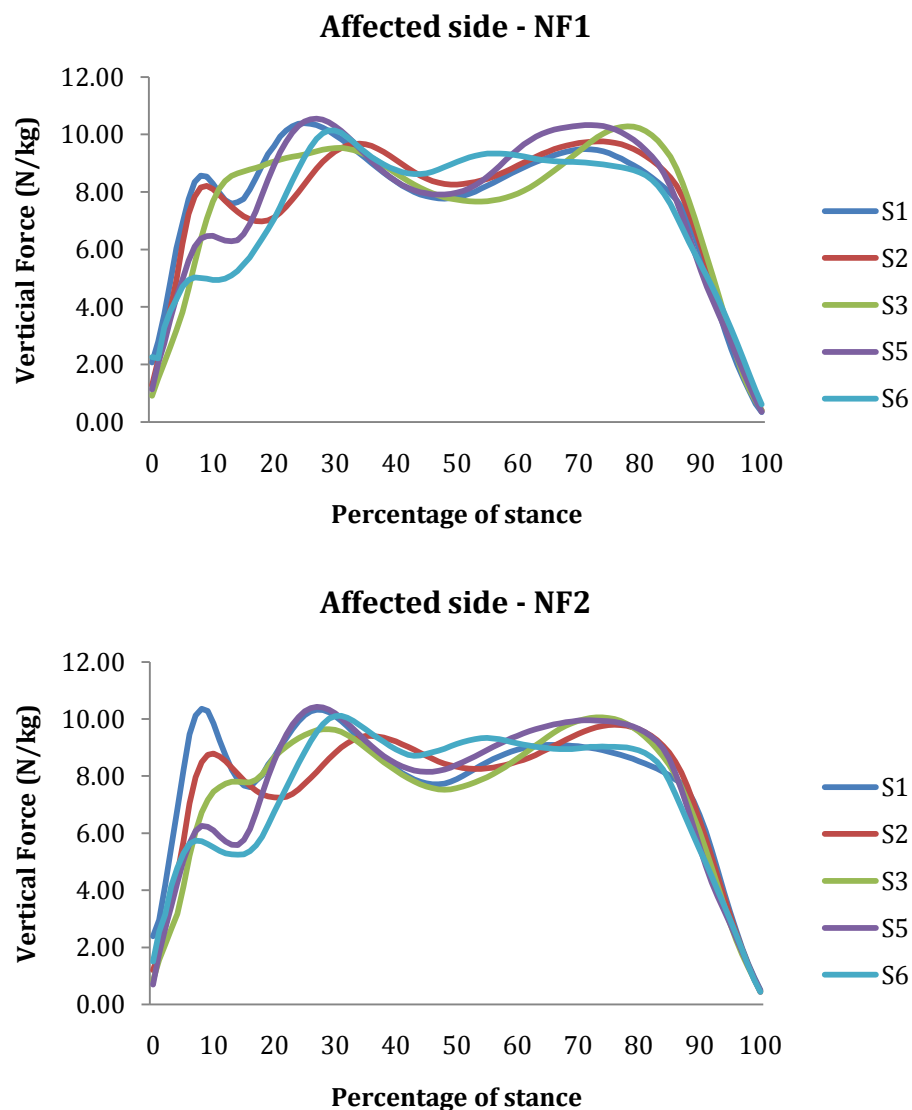 Affected side - NF1
Verticial Force (N/kg)
12.00
10.00
8.00
6.00
4.00
2.00
0.00
0 10 20 30 40 50 60 70 80 90 100
Percentage of stance
S1
S2
S3
S5
S6
Affected side - NF2
Vertical Force (N/kg)
12.00
10.00
8.00
6.00
4.00
2.00
0.00
0 10 20 30 40 50 60 70 80 90 100
Percentage of stance
S1
S2
S3
S5
S6